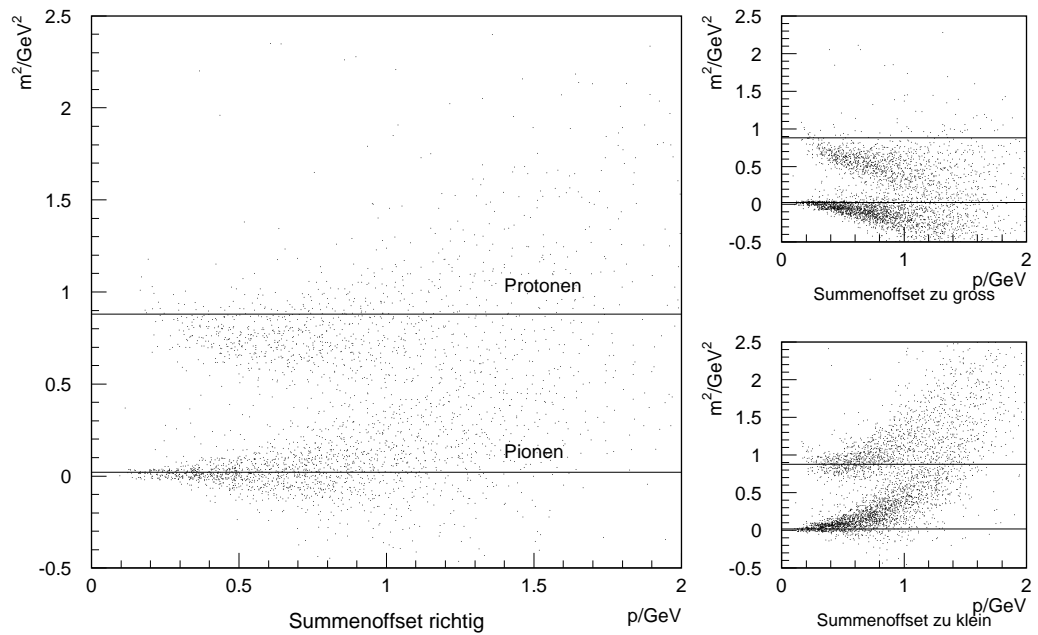 m²/GeV²
2.5
2
1.5
1
0.5
0
-0.5
Protonen
Pionen
0 0.5 1 1.5 2
p/GeV
Summenoffset richtig
m²/GeV²
2.5
2
1.5
1
0.5
0
-0.5
0 1 2
p/GeV
Summenoffset zu gross
m²/GeV²
2.5
2
1.5
1
0.5
0
-0.5
0 1 2
p/GeV
Summenoffset zu klein